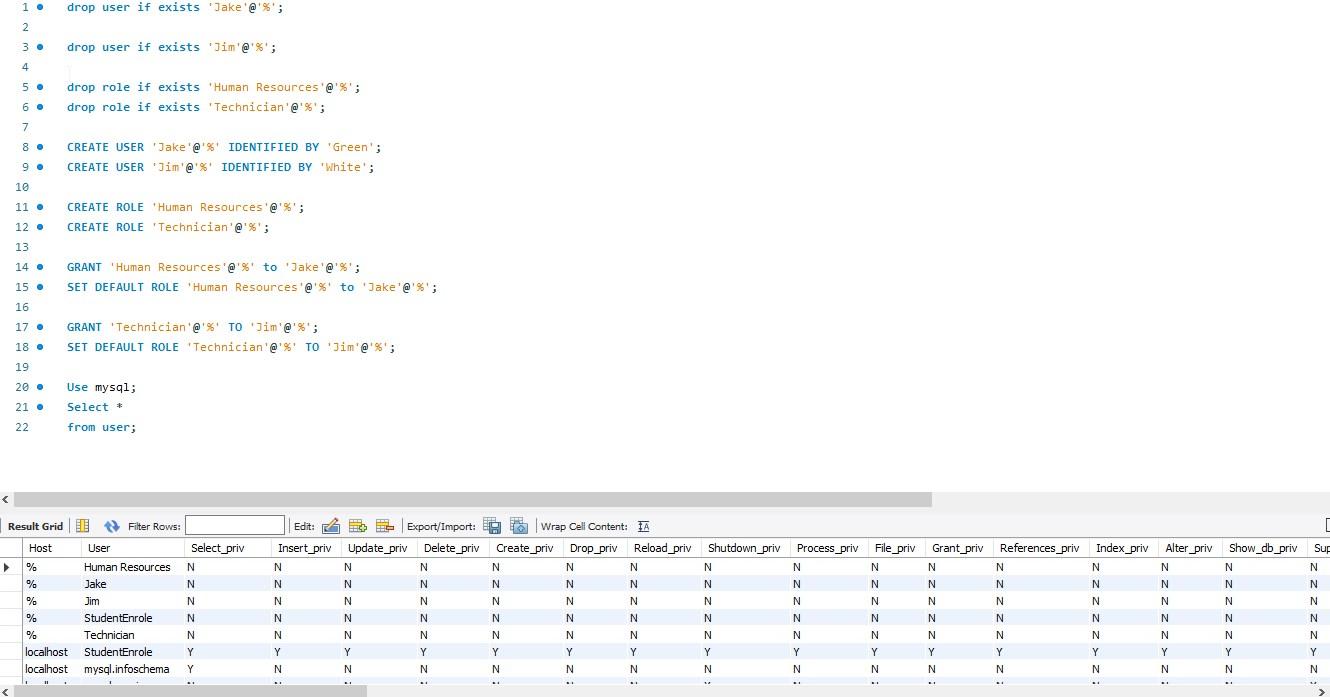 1 drop user if exists 'Jake'@'%';
2
3 drop user if exists 'Jim'@'%';
4
5 drop role if exists 'Human Resources'@'%';
6 drop role if exists 'Technician'@'%';
7
8 CREATE USER 'Jake'@'%' IDENTIFIED BY 'Green';
9 CREATE USER 'Jim'@'%' IDENTIFIED BY 'White';
10
11 CREATE ROLE 'Human Resources'@'%';
12 CREATE ROLE 'Technician'@'%';
13
14 GRANT 'Human Resources'@'%' to 'Jake'@'%';
15 SET DEFAULT ROLE 'Human Resources'@'%' to 'Jake'@'%';
16
17 GRANT 'Technician'@'%' TO 'Jim'@'%';
18 SET DEFAULT ROLE 'Technician'@'%' TO 'Jim'@'%';
19
20 Use mysql;
21 Select *
22 from user;
Result Grid Filter Rows: Edit: Export/Import: Wrap Cell Content: IA
Host User Select_priv Insert_priv Update_priv Delete_priv Create_priv Drop_priv Reload_priv Shutdown_priv Process_priv File_priv Grant_priv References_priv Index_priv Alter_priv Show_db_priv Sup
% Human Resources N N N N N N N N N N N N N N N N
% Jake N N N N N N N N N N N N N N N N
% Jim N N N N N N N N N N N N N N N N
% StudentEnrole N N N N N N N N N N N N N N N N
% Technician N N N N N N N N N N N N N N N N
localhost StudentEnrole Y Y Y Y Y Y Y Y Y Y Y Y Y Y Y Y
localhost mysql.infoschema Y N N N N N N N N N N N N N N N